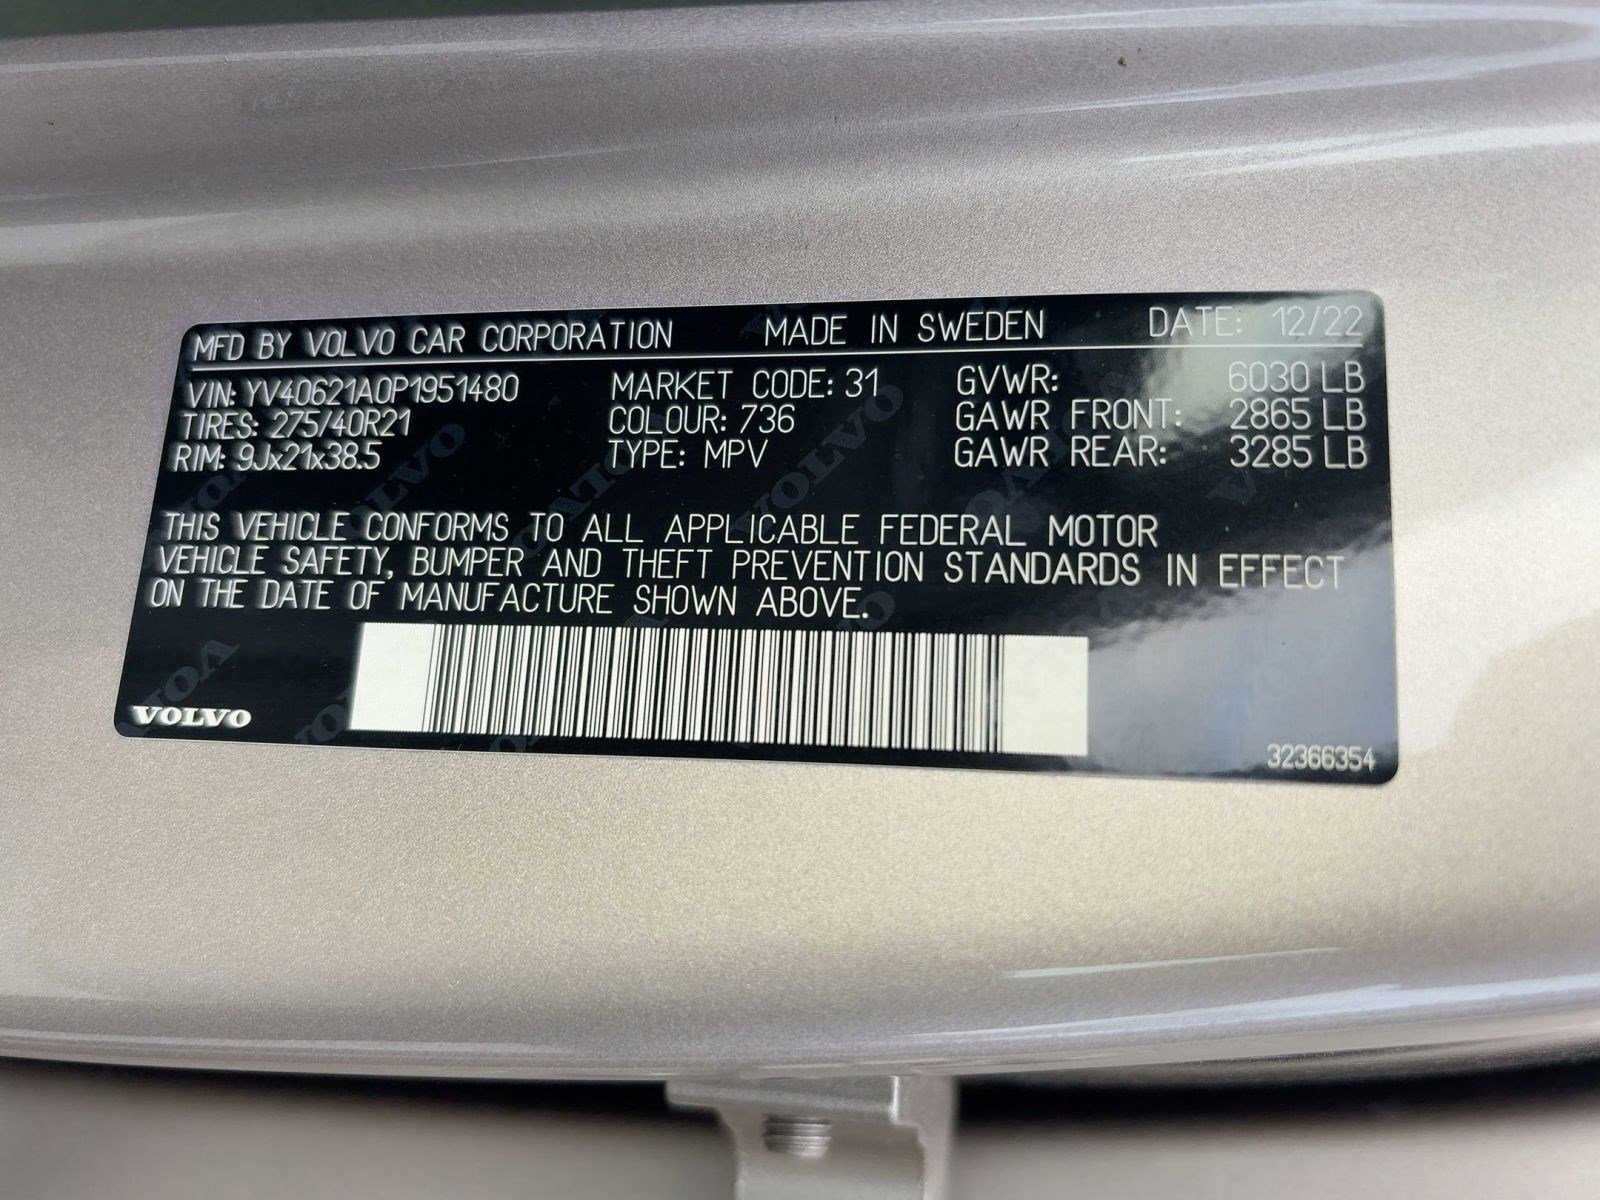 MFD BY VOLVO CAR CORPORATION MADE IN SWEDEN DATE: 12/22
VIN: YV40621A0P1951480 MARKET CODE: 31 GVWR: 6030 LB
TIRES: 275/40R21 COLOUR: 736 GAWR FRONT: 2865 LB
RIM: 9Jx21x38.5 TYPE: MPV GAWR REAR: 3285 LB
THIS VEHICLE CONFORMS TO ALL APPLICABLE FEDERAL MOTOR
VEHICLE SAFETY, BUMPER AND THEFT PREVENTION STANDARDS IN EFFECT
ON THE DATE OF MANUFACTURE SHOWN ABOVE.
VOLVO
32366354